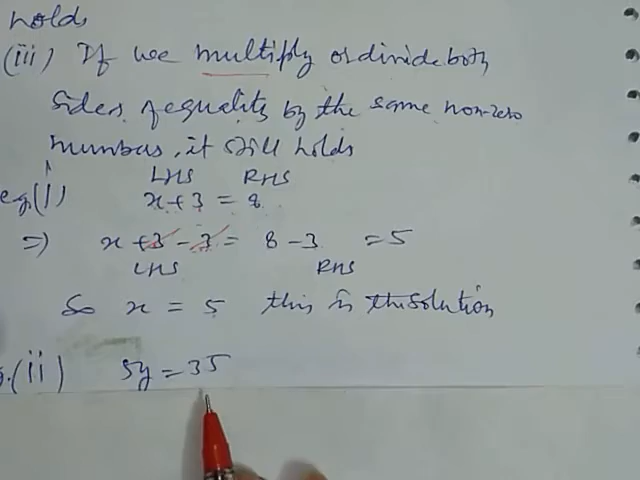 holds
(iii) If we multiply or divide both
sides of equality by the same non-zero
number, it still holds
LHS RHS
eg.(i) x + 3 = 8
=> x + 3 - 3 = 8 - 3 = 5
LHS RHS
So x = 5 this is the solution
g.(ii) 5y = 35